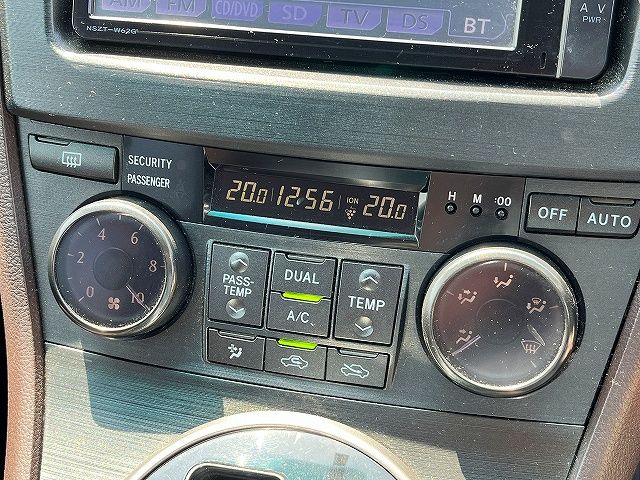 AM FM CD/DVD SD TV DS BT
A V
PWR
NSZT-W62G
SECURITY
PASSENGER
20.0 12:56 ION 20.0
H M :00
OFF AUTO
0 2 4 6 8 10
PASS-
TEMP
DUAL
A/C
TEMP